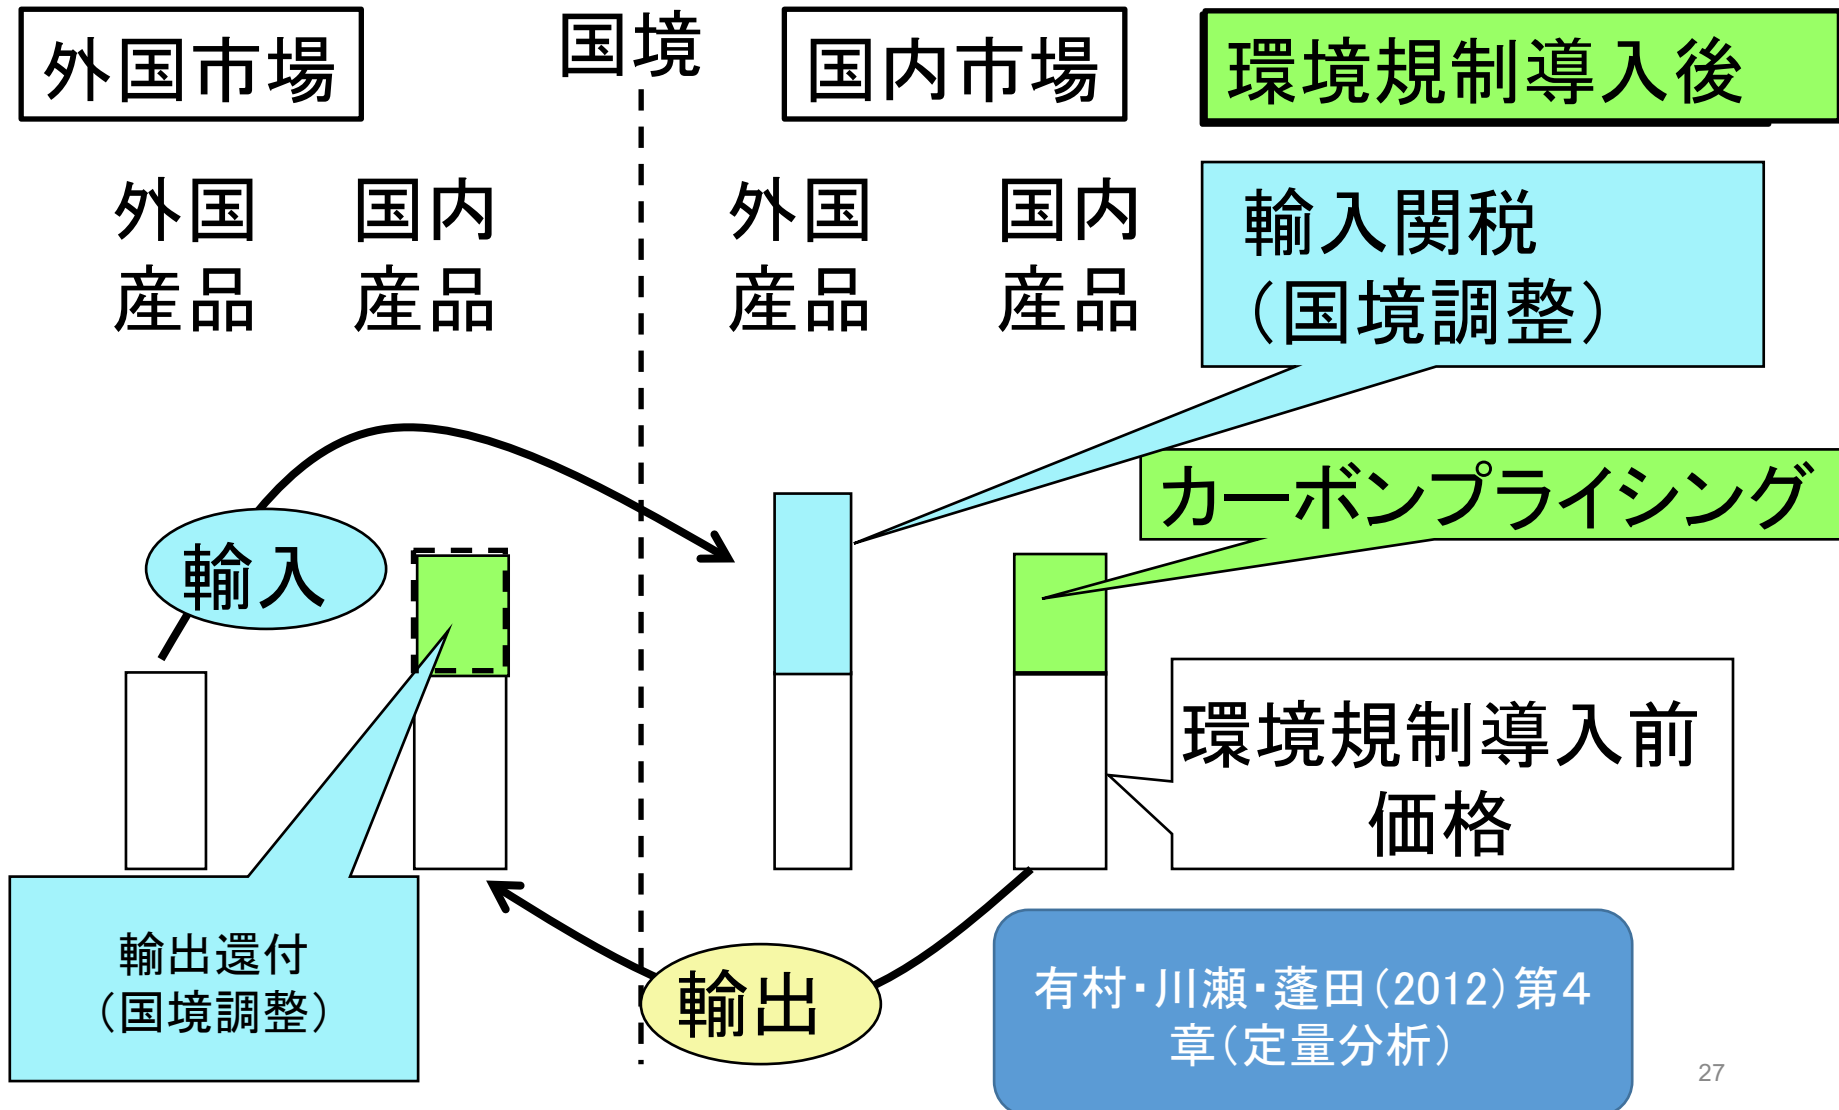 外国市場
国境
国内市場
環境規制導入後
外国
産品
国内
産品
外国
産品
国内
産品
輸入関税
（国境調整）
カーボンプライシング
輸入
環境規制導入前
価格
輸出還付
（国境調整）
輸出
有村・川瀬・蓬田（2012）第４
章（定量分析）
27